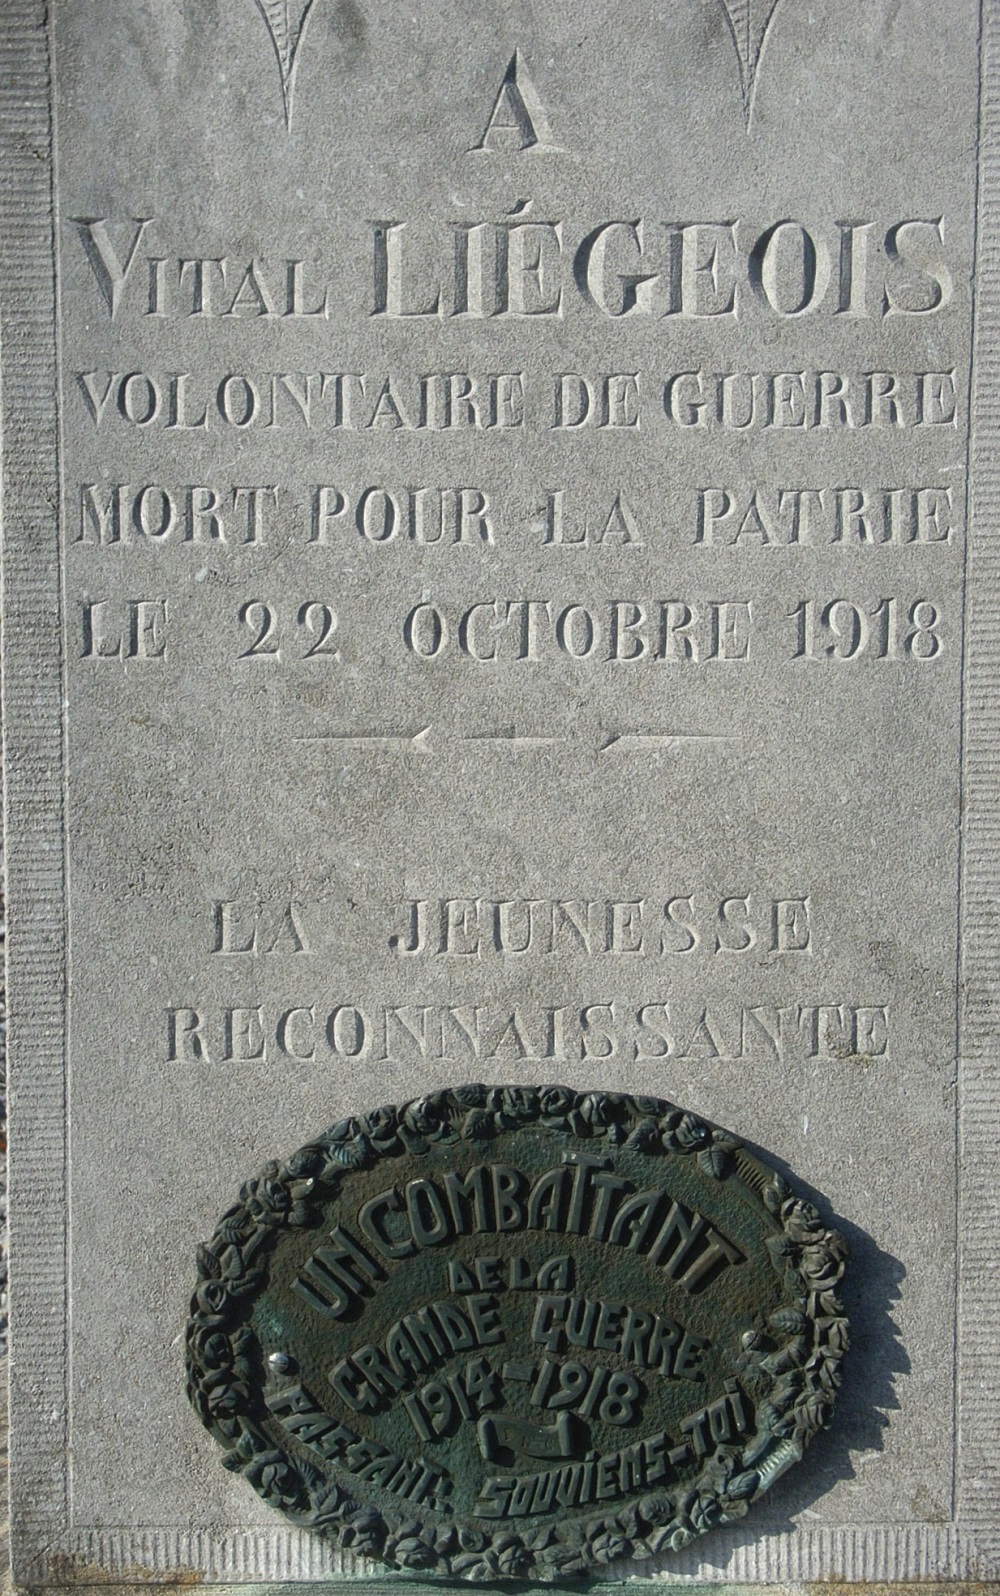 A
VITAL LIÉGEOIS
VOLONTAIRE DE GUERRE
MORT POUR LA PATRIE
LE 22 OCTOBRE 1918
LA JEUNESSE
RECONNAISSANTE
UN COMBATTANT
DE LA
GRANDE GUERRE
1914-1918
PASSANT, SOUVIENS-TOI